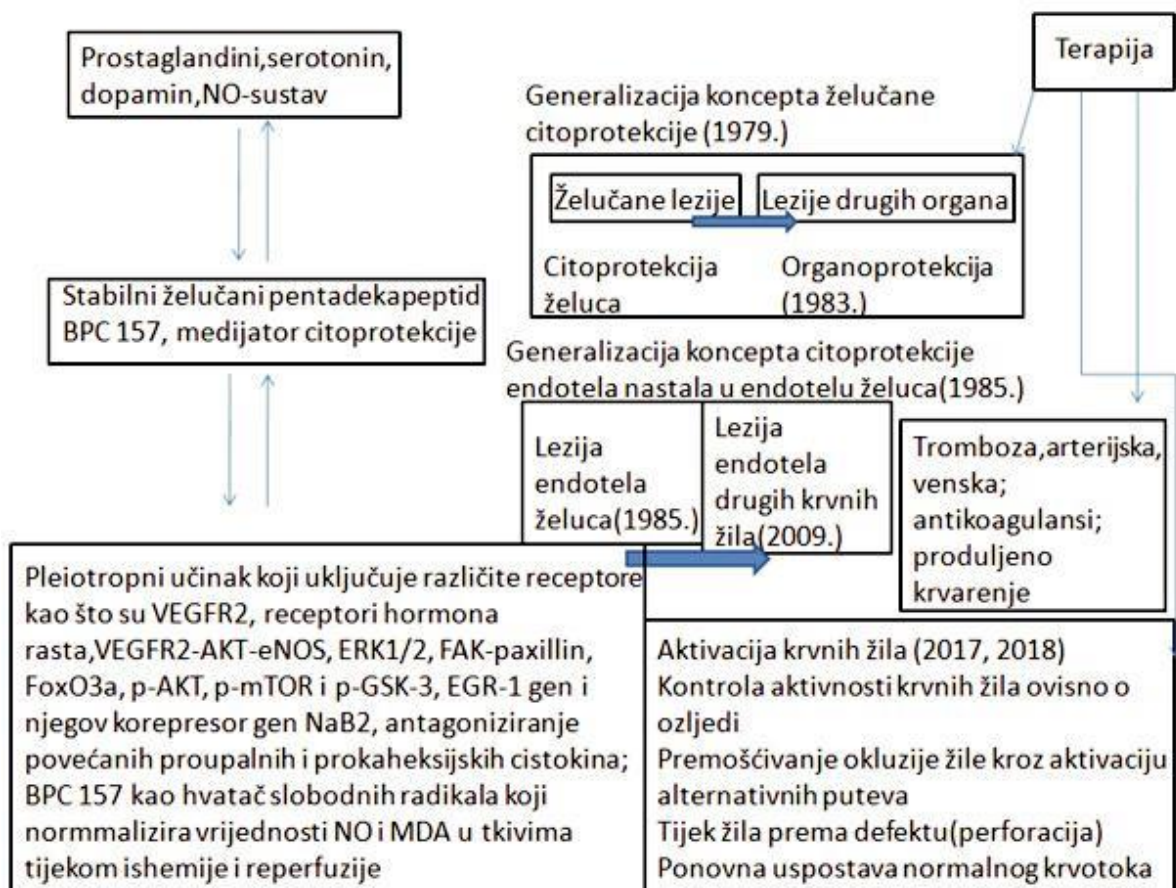 Prostaglandini,serotonin,
dopamin,NO-sustav
Stabilni želučani pentadekapeptid
BPC 157, medijator citoprotekcije
Pleiotropni učinak koji uključuje različite receptore
kao što su VEGFR2, receptori hormona
rasta,VEGFR2-AKT-eNOS, ERK1/2, FAK-paxillin,
FoxO3a, p-AKT, p-mTOR i p-GSK-3, EGR-1 gen i
njegov korepresor gen NaB2, antagoniziranje
povećanih proupalnih i prokaheksijskih cistokina;
BPC 157 kao hvatač slobodnih radikala koji
normmalizira vrijednosti NO i MDA u tkivima
tijekom ishemije i reperfuzije
Terapija
Generalizacija koncepta želučane
citoprotekcije (1979.)
Želučane lezije
Lezije drugih organa
Citoprotekcija
želuca
Organoprotekcija
(1983.)
Generalizacija koncepta citoprotekcije
endotela nastala u endotelu želuca(1985.)
Lezija
endotela
želuca(1985.)
Lezija
endotela
drugih krvnih
žila(2009.)
Tromboza,arterijska,
venska;
antikoagulansi;
produljeno
krvarenje
Aktivacija krvnih žila (2017, 2018)
Kontrola aktivnosti krvnih žila ovisno o
ozljedi
Premošćivanje okluzije žile kroz aktivaciju
alternativnih puteva
Tijek žila prema defektu(perforacija)
Ponovna uspostava normalnog krvotoka